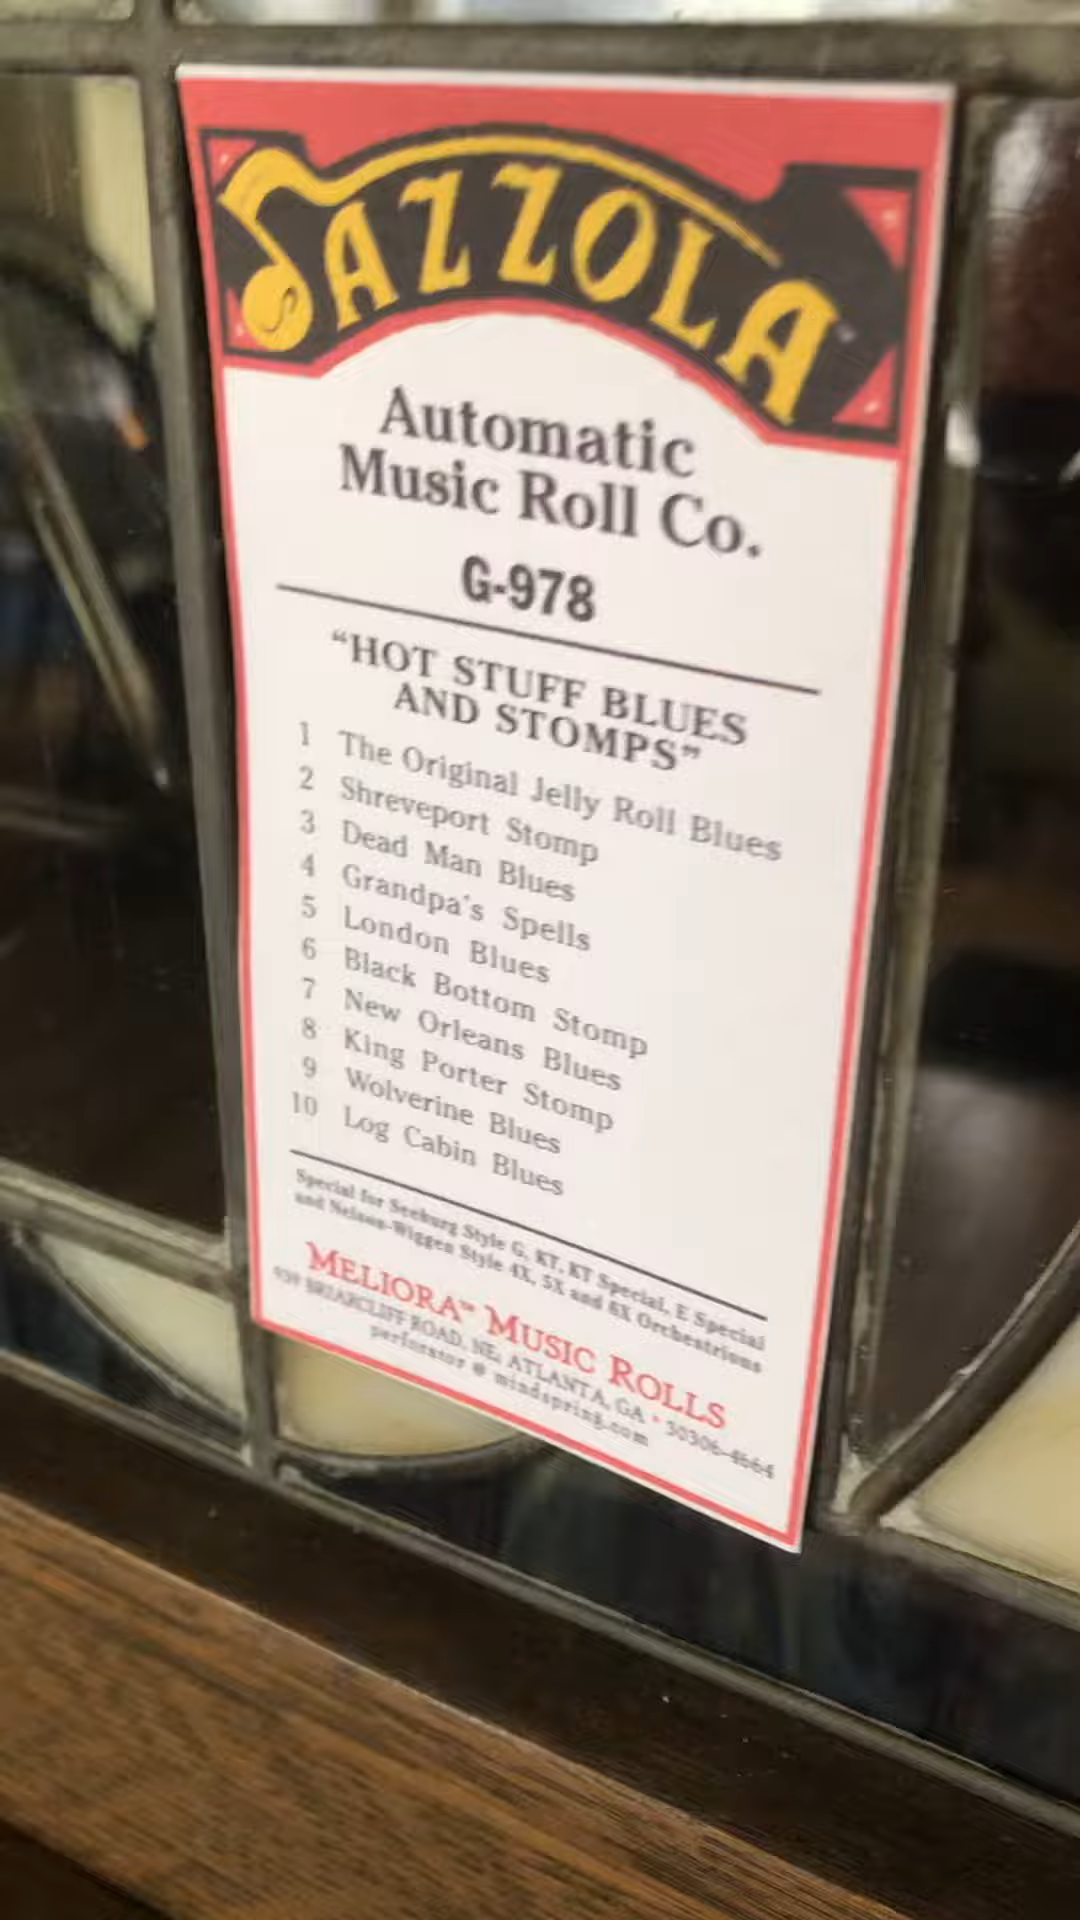 JAZZOLA
Automatic
Music Roll Co.
G-978
“HOT STUFF BLUES
AND STOMPS”
1 The Original Jelly Roll Blues
2 Shreveport Stomp
3 Dead Man Blues
4 Grandpa's Spells
5 London Blues
6 Black Bottom Stomp
7 New Orleans Blues
8 King Porter Stomp
9 Wolverine Blues
10 Log Cabin Blues
Special for Seeburg Style G, KT, KT Special, E Special
and Nelson-Wiggen Style 4X, 5X and 6X Orchestrions
MELIORA™ MUSIC ROLLS
939 BRIARCLIFF ROAD, NE, ATLANTA, GA • 30306-4664
perforator @ mindspring.com